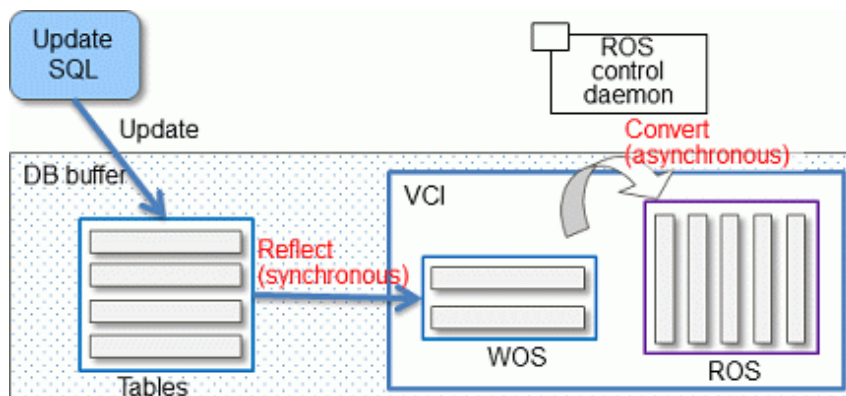 Update
SQL
ROS
control
daemon
Update
Convert
(asynchronous)
DB buffer
VCI
Reflect
(synchronous)
WOS
ROS
Tables